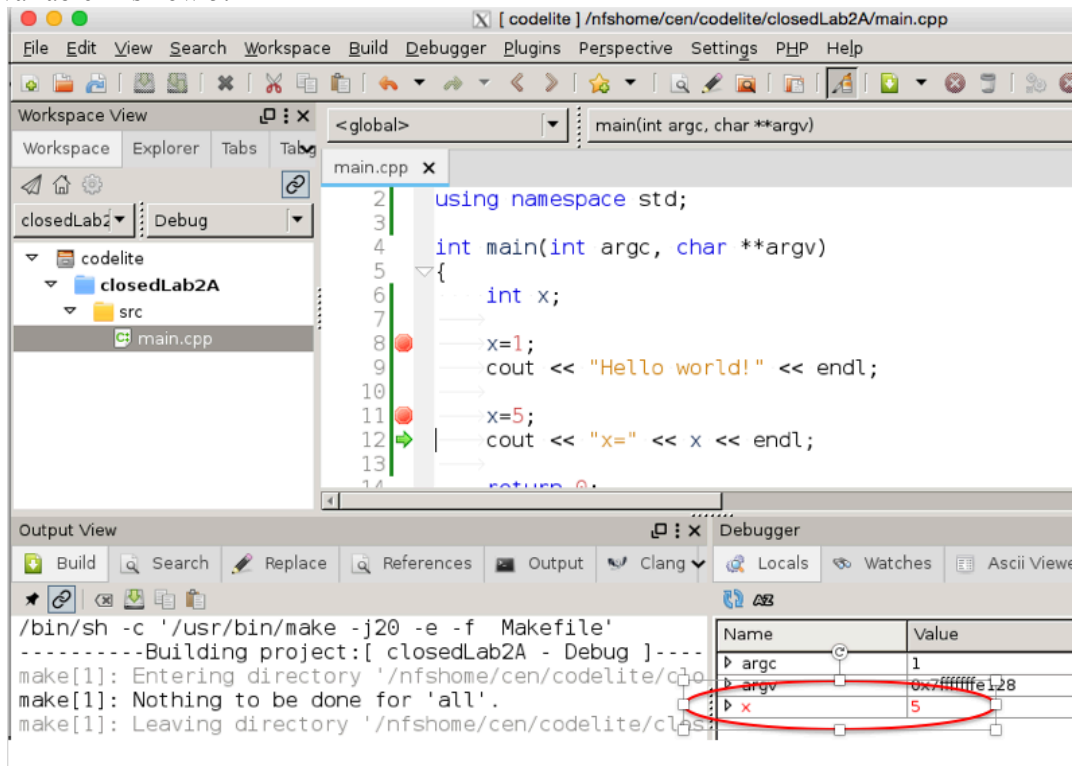 [ codelite ] /nfshome/cen/codelite/closedLab2A/main.cpp
File Edit View Search Workspace Build Debugger Plugins Perspective Settings PHP Help
Workspace View
Workspace Explorer Tabs
closedLab2 Debug
codelite
closedLab2A
src
main.cpp
<global> main(int argc, char **argv)
main.cpp
2 using namespace std;
3
4 int main(int argc, char **argv)
5 {
6 int x;
7
8 x=1;
9 cout << "Hello world!" << endl;
10
11 x=5;
12 cout << "x=" << x << endl;
13
14 return 0;
Output View
Build Search Replace References Output Clang
/bin/sh -c '/usr/bin/make -j20 -e -f Makefile'
----------Building project:[ closedLab2A - Debug ]----
make[1]: Entering directory '/nfshome/cen/codelite/clo
make[1]: Nothing to be done for 'all'.
make[1]: Leaving directory '/nfshome/cen/codelite/clos
Debugger
Locals Watches Ascii Viewe
Name Value
argc 1
argv 0x7fffffffe128
x 5